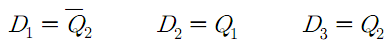 D₁ = Q̅₂ D₂ = Q₁ D₃ = Q₂